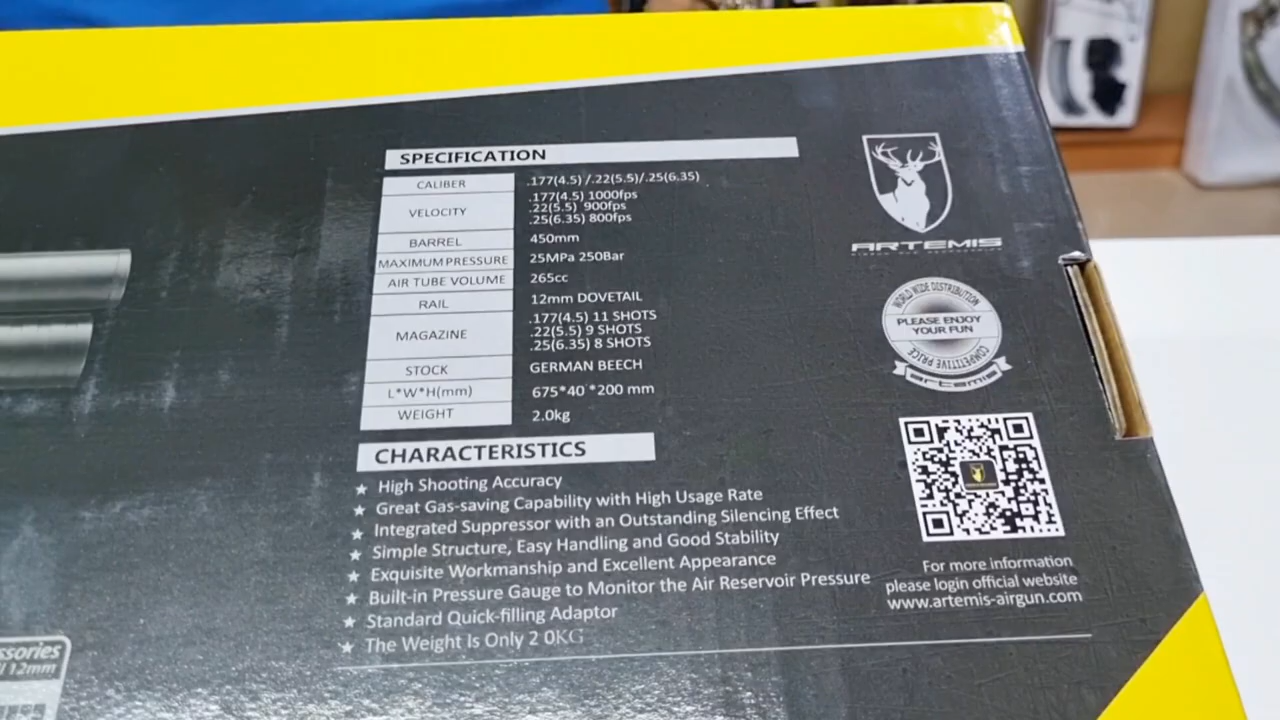 SPECIFICATION
CALIBER .177(4.5) /.22(5.5)/.25(6.35)
VELOCITY .177(4.5) 1000fps
.22(5.5) 900fps
.25(6.35) 800fps
BARREL 450mm
MAXIMUM PRESSURE 25MPa 250Bar
AIR TUBE VOLUME 265cc
RAIL 12mm DOVETAIL
MAGAZINE .177(4.5) 11 SHOTS
.22(5.5) 9 SHOTS
.25(6.35) 8 SHOTS
STOCK GERMAN BEECH
L*W*H(mm) 675*40 *200 mm
WEIGHT 2.0kg
CHARACTERISTICS
★ High Shooting Accuracy
★ Great Gas-saving Capability with High Usage Rate
★ Integrated Suppressor with an Outstanding Silencing Effect
★ Simple Structure, Easy Handling and Good Stability
★ Exquisite Workmanship and Excellent Appearance
★ Built-in Pressure Gauge to Monitor the Air Reservoir Pressure
★ Standard Quick-filling Adaptor
★ The Weight Is Only 2 0KG
ARTEMIS
WORLD WIDE DISTRIBUTION
PLEASE ENJOY
YOUR FUN
COMPETITIVE PRICE
artemis
For more information
please login official website
www.artemis-airgun.com
ssories
12mm